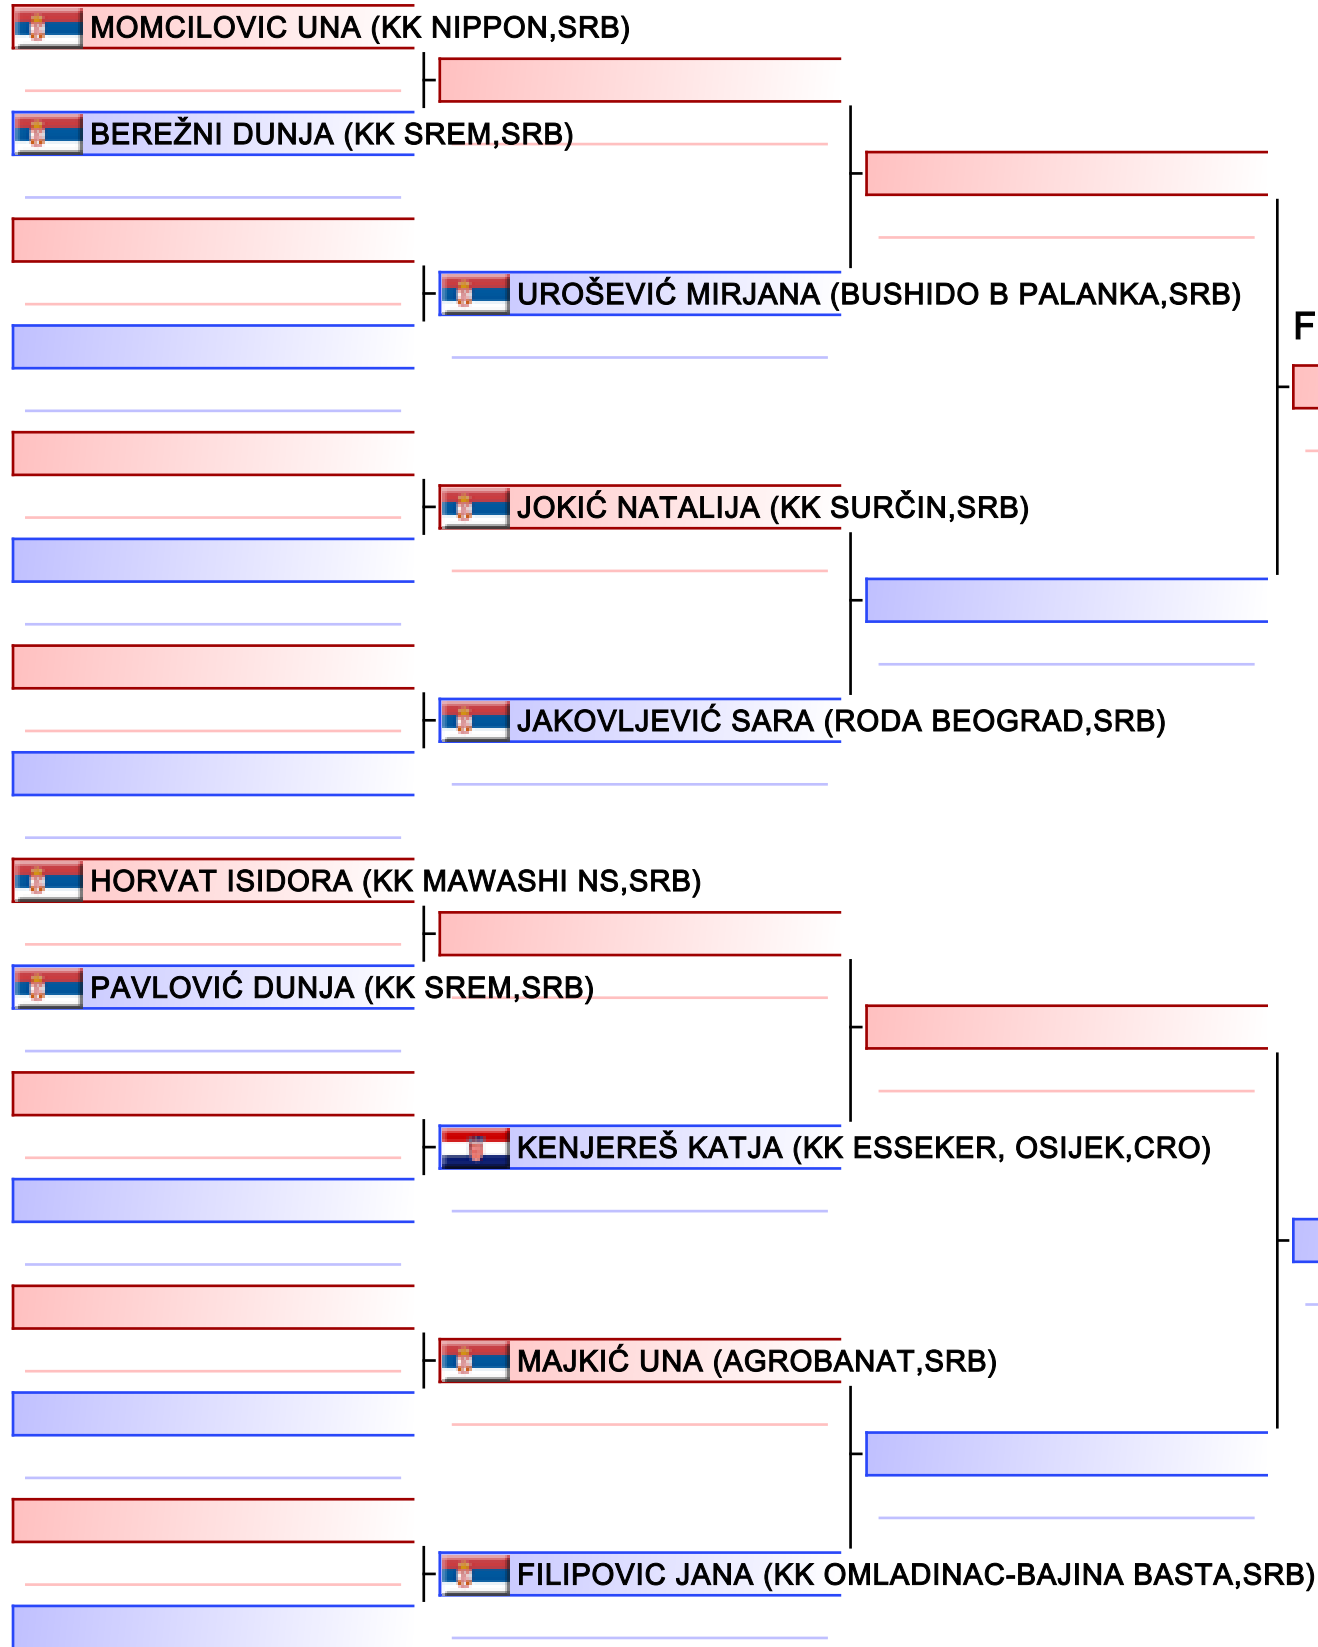 MOMCILOVIC UNA (KK NIPPON,SRB)
BEREŽNI DUNJA (KK SREM,SRB)
UROŠEVIĆ MIRJANA (BUSHIDO B PALANKA,SRB)
F
JOKIĆ NATALIJA (KK SURČIN,SRB)
JAKOVLJEVIĆ SARA (RODA BEOGRAD,SRB)
HORVAT ISIDORA (KK MAWASHI NS,SRB)
PAVLOVIĆ DUNJA (KK SREM,SRB)
KENJEREŠ KATJA (KK ESSEKER, OSIJEK,CRO)
MAJKIĆ UNA (AGROBANAT,SRB)
FILIPOVIC JANA (KK OMLADINAC-BAJINA BASTA,SRB)